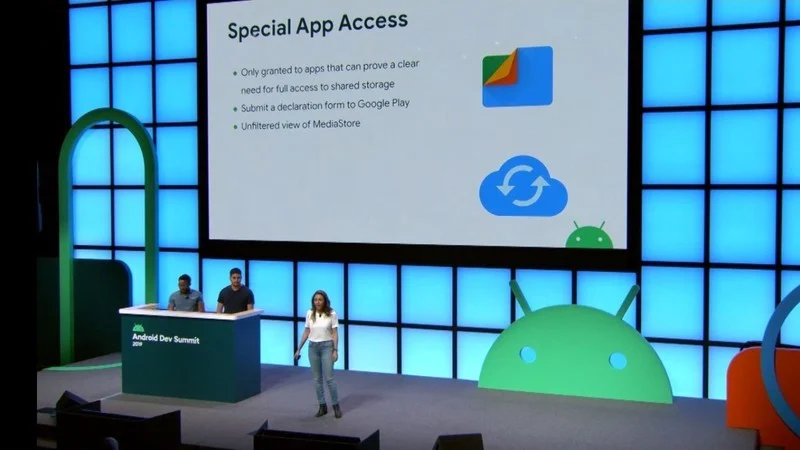 Special App Access
Only granted to apps that can prove a clear
need for full access to shared storage
Submit a declaration form to Google Play
Unfiltered view of MediaStore
Android Dev Summit
2019